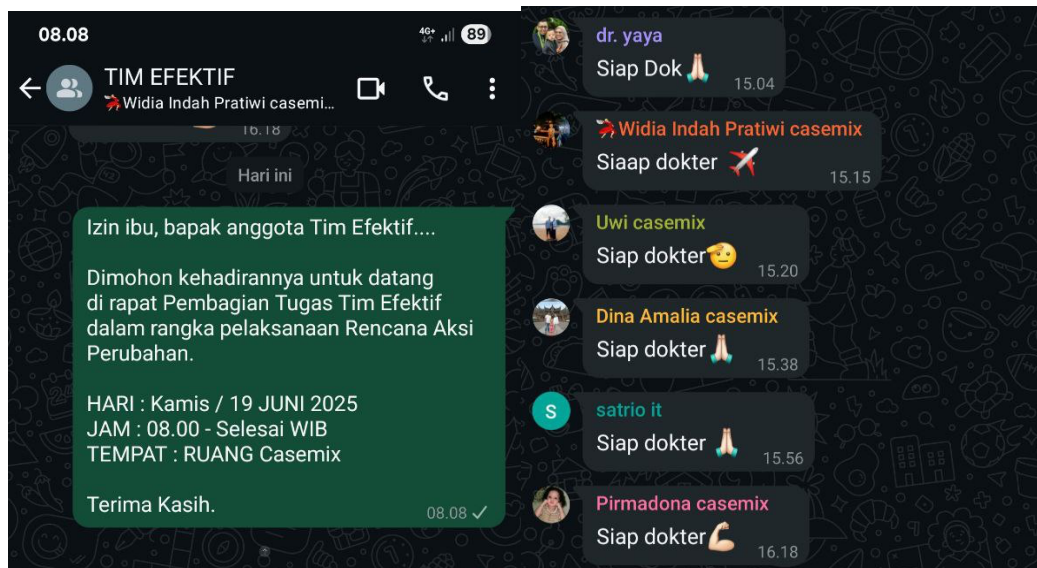 08.08
4G+
89
TIM EFEKTIF
Widia Indah Pratiwi casemi...
16.18
Hari ini
Izin ibu, bapak anggota Tim Efektif....
Dimohon kehadirannya untuk datang
di rapat Pembagian Tugas Tim Efektif
dalam rangka pelaksanaan Rencana Aksi
Perubahan.
HARI : Kamis / 19 JUNI 2025
JAM : 08.00 - Selesai WIB
TEMPAT : RUANG Casemix
Terima Kasih.
08.08
dr. yaya
Siap Dok
15.04
Widia Indah Pratiwi casemix
Siaap dokter
15.15
Uwi casemix
Siap dokter
15.20
Dina Amalia casemix
Siap dokter
15.38
S
satrio it
Siap dokter
15.56
Pirmadona casemix
Siap dokter
16.18